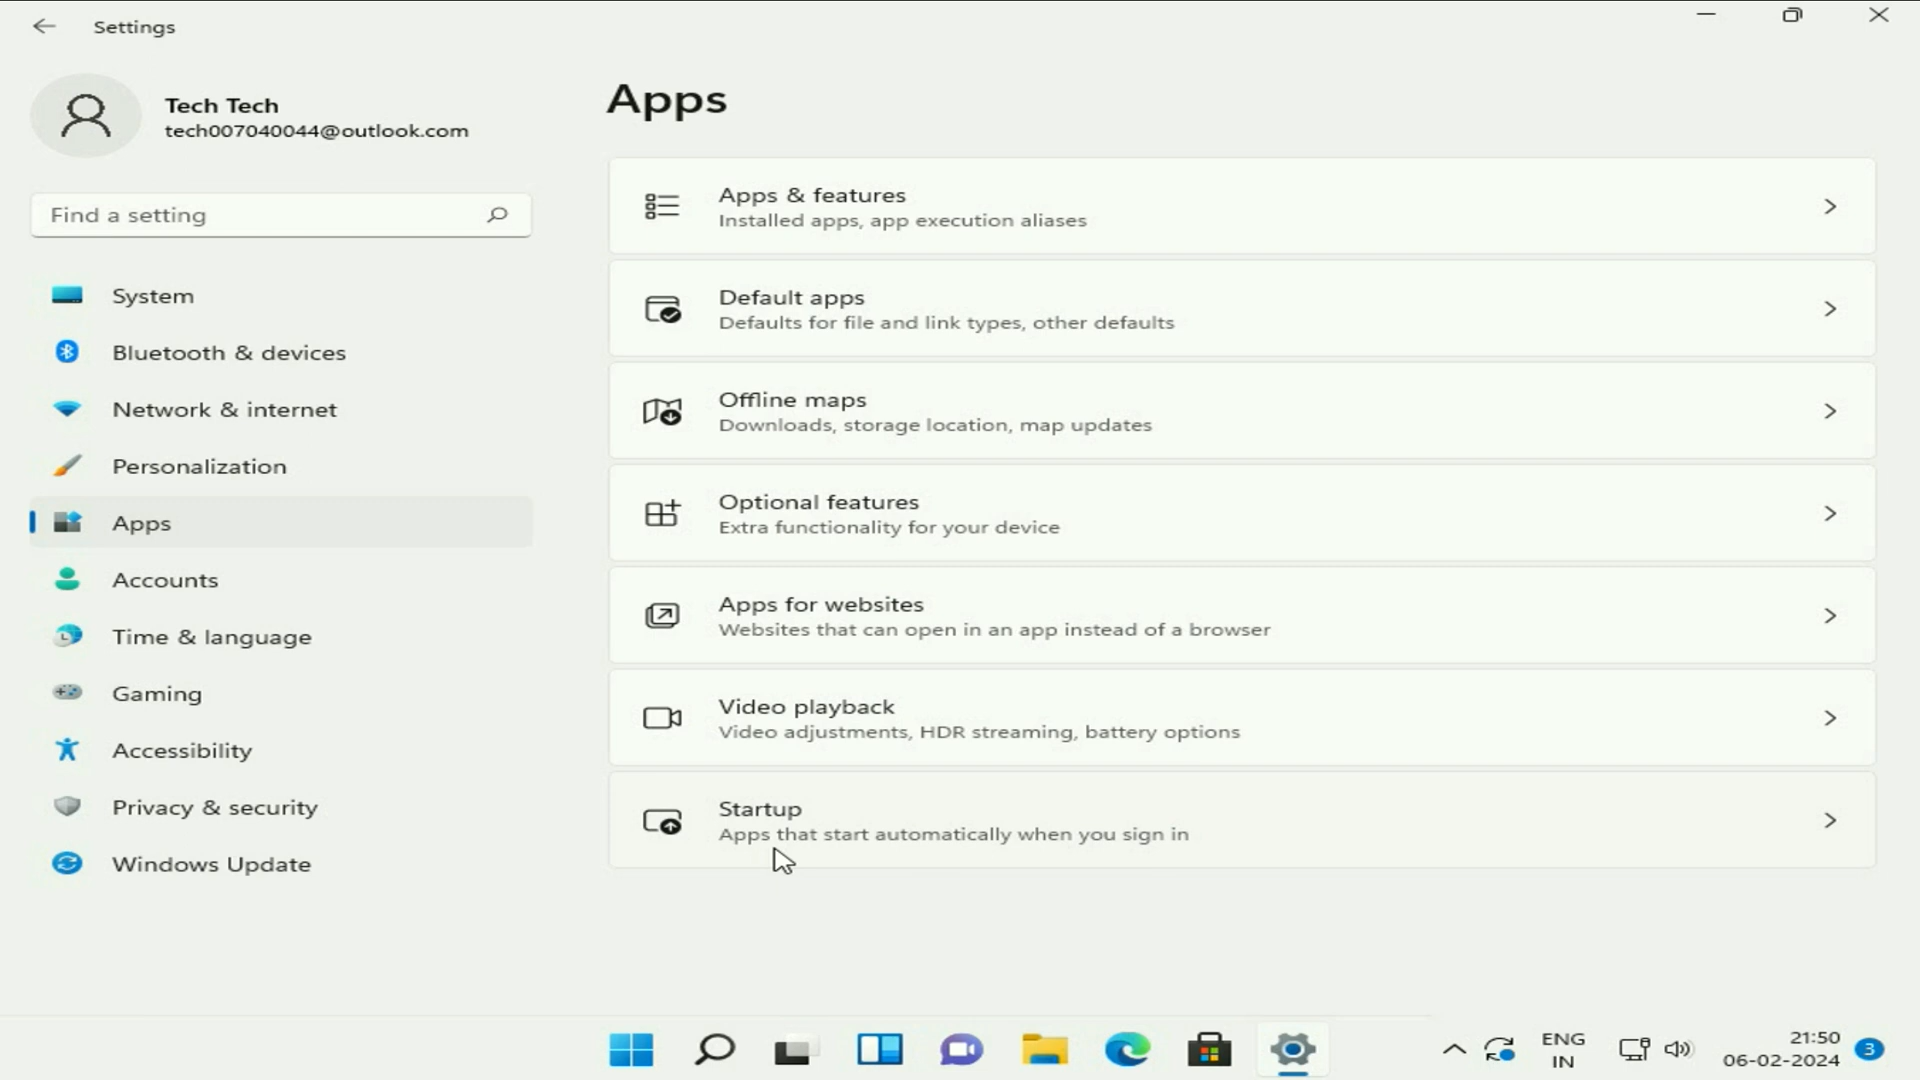 Settings
Tech Tech
tech007040044@outlook.com
Find a setting
System
Bluetooth & devices
Network & internet
Personalization
Apps
Accounts
Time & language
Gaming
Accessibility
Privacy & security
Windows Update
Apps
Apps & features
Installed apps, app execution aliases
Default apps
Defaults for file and link types, other defaults
Offline maps
Downloads, storage location, map updates
Optional features
Extra functionality for your device
Apps for websites
Websites that can open in an app instead of a browser
Video playback
Video adjustments, HDR streaming, battery options
Startup
Apps that start automatically when you sign in
ENG
IN
21:50
06-02-2024
3